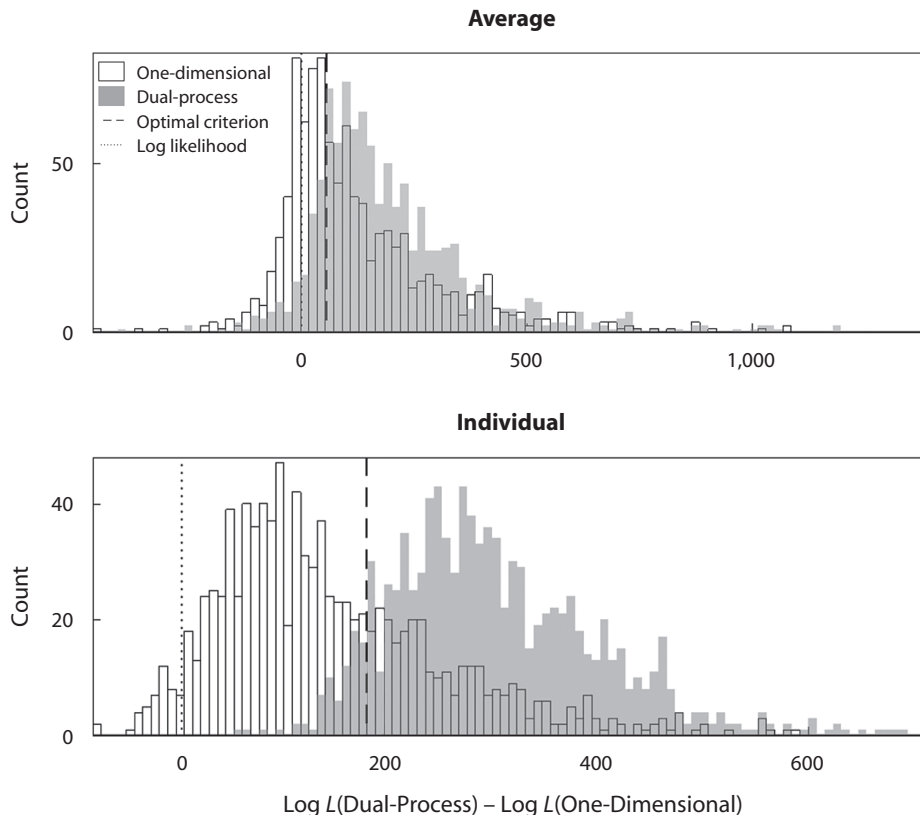 Average
One-dimensional
Dual-process
Optimal criterion
Log likelihood
Count
50
0
0 500 1,000
Individual
Count
40
20
0
0 200 400 600
Log L(Dual-Process) – Log L(One-Dimensional)